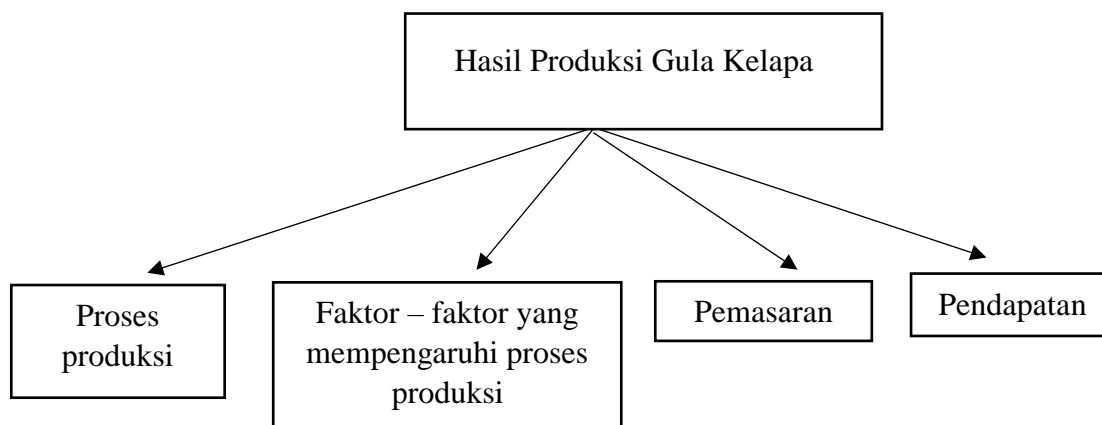 Hasil Produksi Gula Kelapa
Proses
produksi
Faktor – faktor yang
mempengaruhi proses
produksi
Pemasaran
Pendapatan